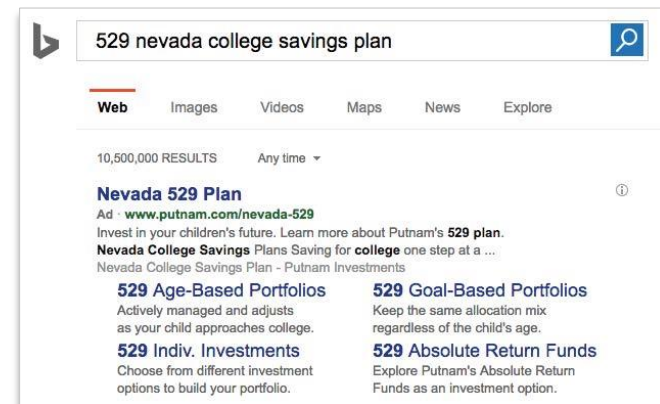 529 nevada college savings plan
Web Images Videos Maps News Explore
10,500,000 RESULTS Any time
Nevada 529 Plan
Ad · www.putnam.com/nevada-529
Invest in your children's future. Learn more about Putnam's 529 plan.
Nevada College Savings Plans Saving for college one step at a ...
Nevada College Savings Plan - Putnam Investments
529 Age-Based Portfolios
Actively managed and adjusts
as your child approaches college.
529 Goal-Based Portfolios
Keep the same allocation mix
regardless of the child's age.
529 Indiv. Investments
Choose from different investment
options to build your portfolio.
529 Absolute Return Funds
Explore Putnam's Absolute Return
Funds as an investment option.